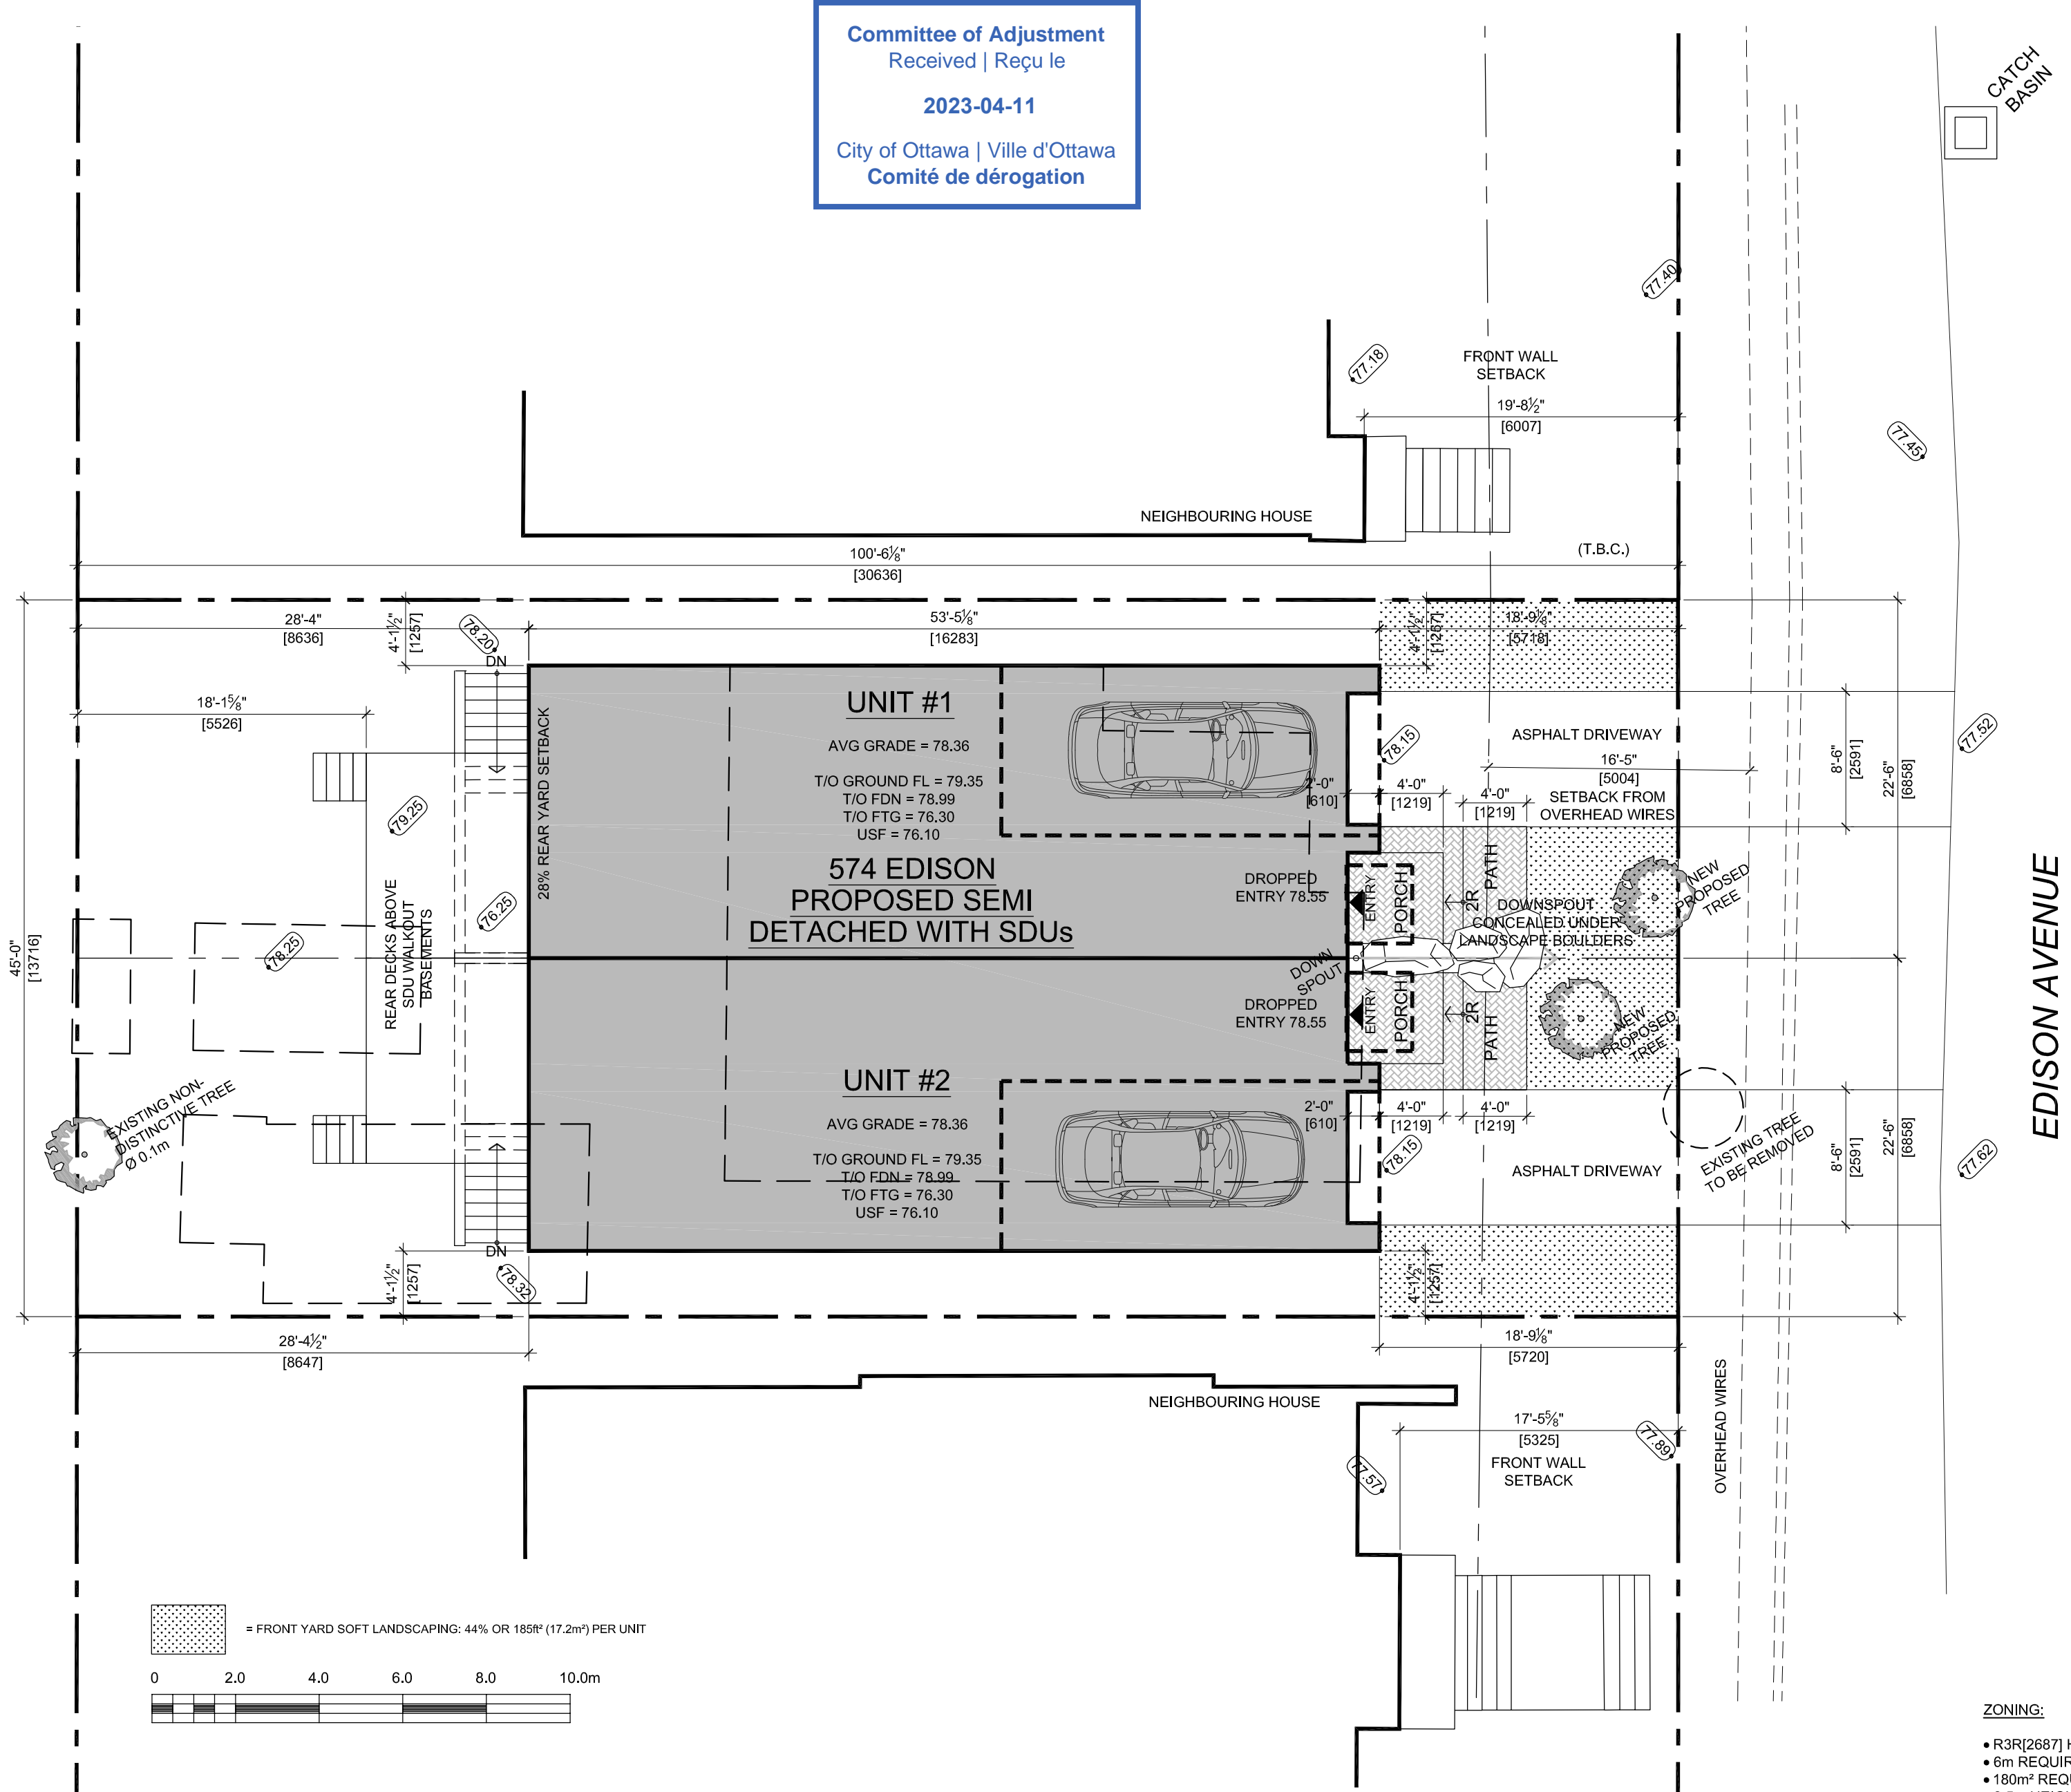 Committee of Adjustment
Received | Reçu le
2023-04-11
City of Ottawa | Ville d'Ottawa
Comité de dérogation
CATCH
BASIN
77.40
77.18
FRONT WALL
SETBACK
19'-8½"
[6007]
77.45
NEIGHBOURING HOUSE
(T.B.C.)
100'-6⅛"
[30636]
28'-4"
[8636]
4'-1½"
[1257]
78.20
DN
53'-5⅛"
[16283]
4'-1½"
[1257]
18'-9⅛"
[5718]
18'-1⅝"
[5526]
28% REAR YARD SETBACK
UNIT #1
AVG GRADE = 78.36
T/O GROUND FL = 79.35
T/O FDN = 78.99
T/O FTG = 76.30
USF = 76.10
78.15
ASPHALT DRIVEWAY
16'-5"
[5004]
SETBACK FROM
OVERHEAD WIRES
8'-6"
[2591]
22'-6"
[6858]
77.52
2'-0"
[610]
4'-0"
[1219]
4'-0"
[1219]
79.25
76.25
78.25
REAR DECKS ABOVE
SDU WALKOUT
BASEMENTS
574 EDISON
PROPOSED SEMI
DETACHED WITH SDUs
DROPPED
ENTRY 78.55
ENTRY
PORCH
2R
PATH
NEW
PROPOSED
TREE
DOWNSPOUT
CONCEALED UNDER
LANDSCAPE BOULDERS
DOWN
SPOUT
45'-0"
[13716]
DROPPED
ENTRY 78.55
ENTRY
PORCH
2R
PATH
NEW
PROPOSED
TREE
EDISON AVENUE
EXISTING NON-
DISTINCTIVE TREE
Ø 0.1m
UNIT #2
AVG GRADE = 78.36
T/O GROUND FL = 79.35
T/O FDN = 78.99
T/O FTG = 76.30
USF = 76.10
2'-0"
[610]
4'-0"
[1219]
4'-0"
[1219]
78.15
ASPHALT DRIVEWAY
EXISTING TREE
TO BE REMOVED
8'-6"
[2591]
22'-6"
[6858]
77.62
DN
78.32
4'-1½"
[1257]
4'-1½"
[1257]
28'-4½"
[8647]
18'-9⅛"
[5720]
NEIGHBOURING HOUSE
17'-5⅝"
[5325]
FRONT WALL
SETBACK
77.57
77.89
OVERHEAD WIRES
= FRONT YARD SOFT LANDSCAPING: 44% OR 185ft² (17.2m²) PER UNIT
0 2.0 4.0 6.0 8.0 10.0m
ZONING:
• R3R[2687]
• 6m
• 180m²